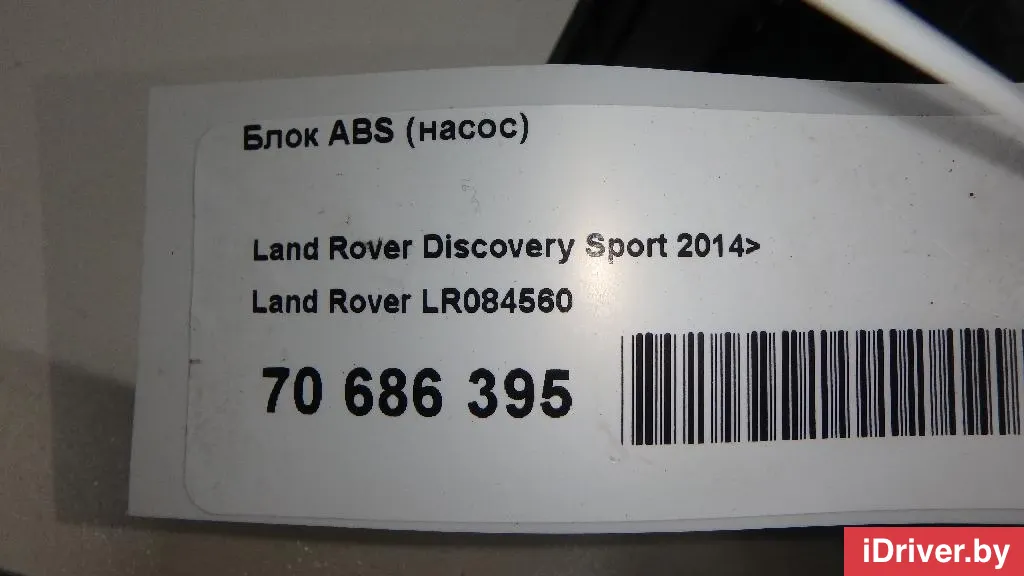 Блок ABS (насос)
Land Rover Discovery Sport 2014>
Land Rover LR084560
70 686 395
iDriver.by